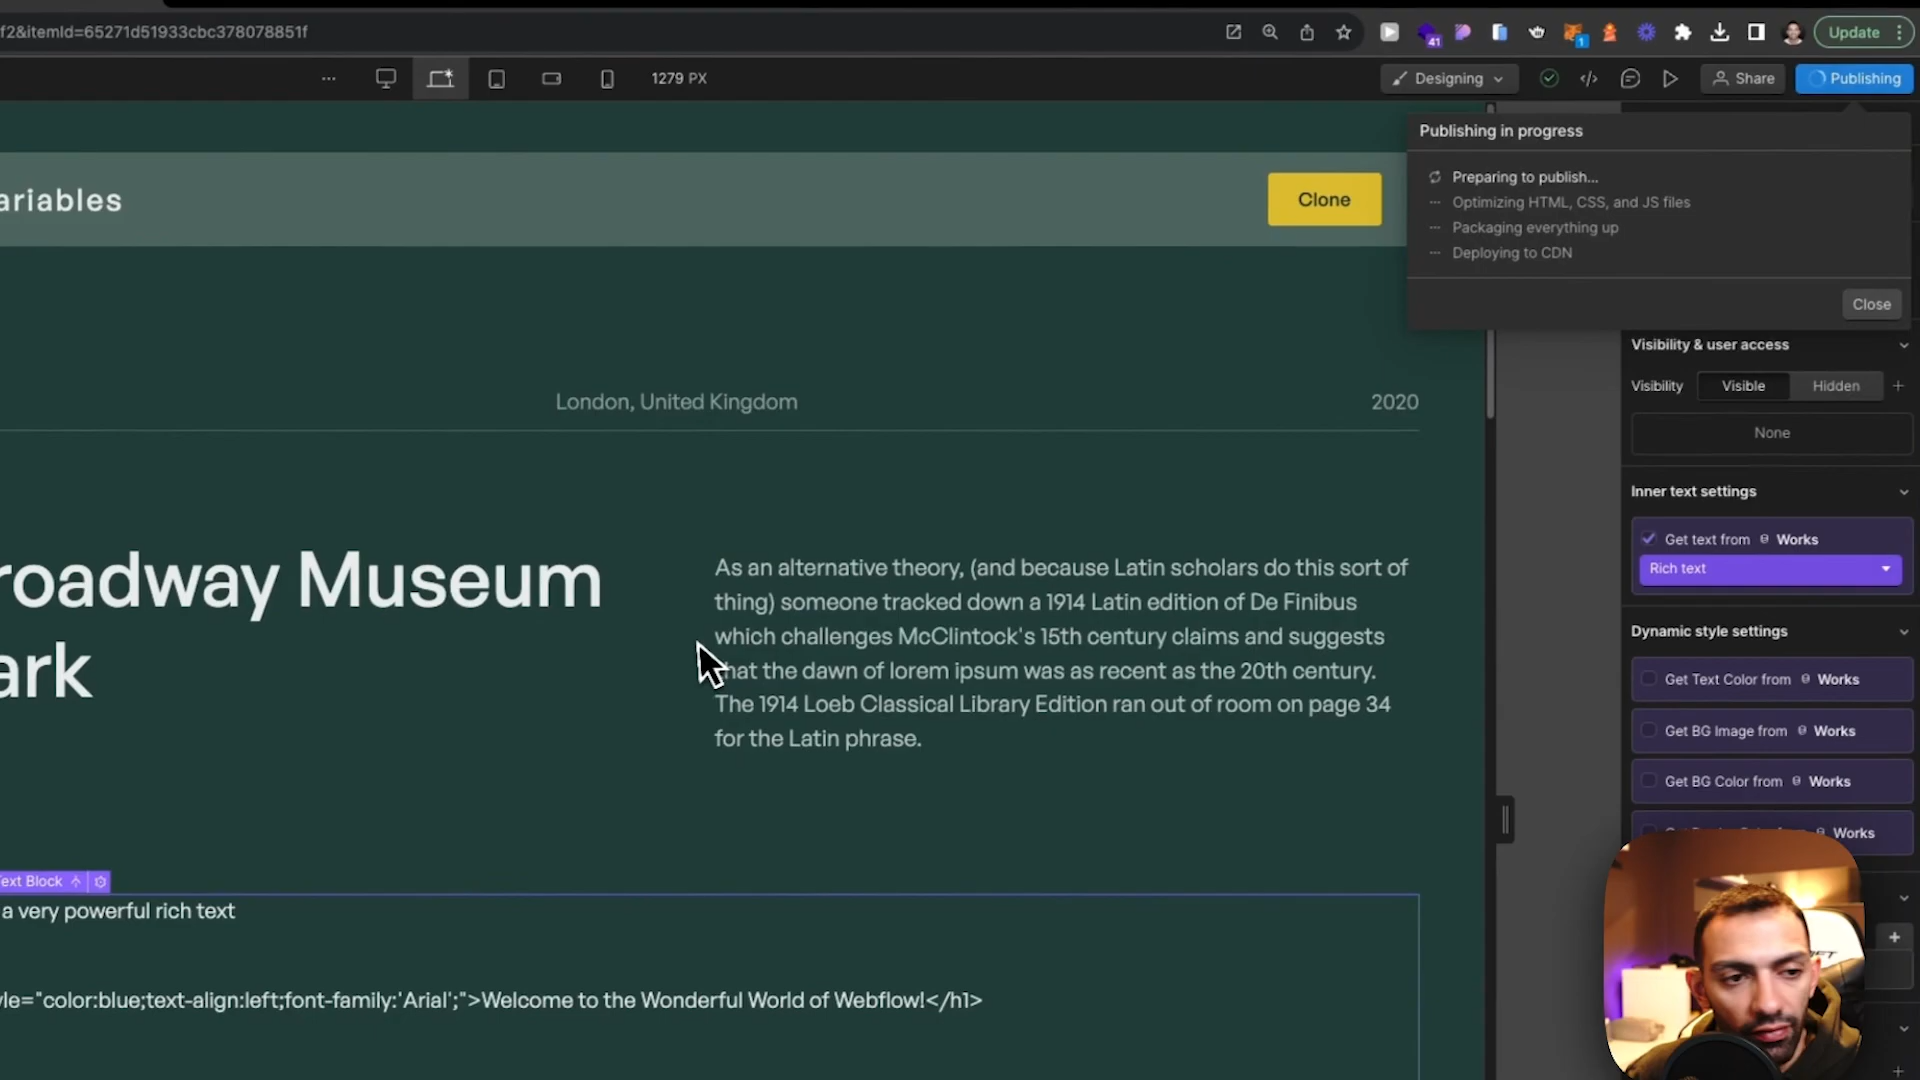 f2&itemId=65271d51933cbc378078851f
41
1
Update
1279 PX
Designing
Share
Publishing
Publishing in progress
Preparing to publish...
Optimizing HTML, CSS, and JS files
Packaging everything up
Deploying to CDN
Close
ariables
Clone
London, United Kingdom
2020
Visibility & user access
Visibility
Visible
Hidden
None
Inner text settings
Get text from Works
Rich text
Dynamic style settings
Get Text Color from Works
Get BG Image from Works
Get BG Color from Works
Works
roadway Museum
ark
As an alternative theory, (and because Latin scholars do this sort of
thing) someone tracked down a 1914 Latin edition of De Finibus
which challenges McClintock's 15th century claims and suggests
that the dawn of lorem ipsum was as recent as the 20th century.
The 1914 Loeb Classical Library Edition ran out of room on page 34
for the Latin phrase.
ext Block
a very powerful rich text
yle="color:blue;text-align:left;font-family:'Arial';">Welcome to the Wonderful World of Webflow!</h1>